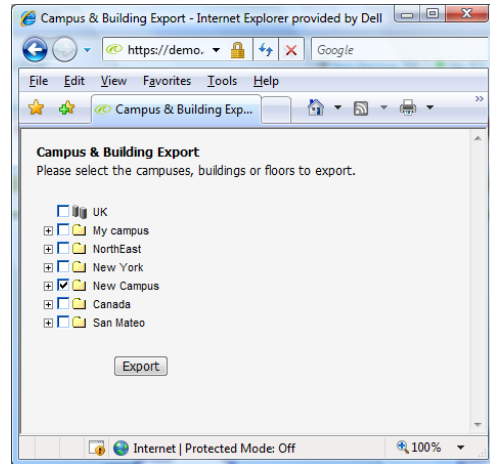 Campus & Building Export - Internet Explorer provided by Dell
https://demo.
Google
File Edit View Favorites Tools Help
Campus & Building Exp...
Campus & Building Export
Please select the campuses, buildings or floors to export.
UK
My campus
NorthEast
New York
New Campus
Canada
San Mateo
Export
Internet | Protected Mode: Off
100%